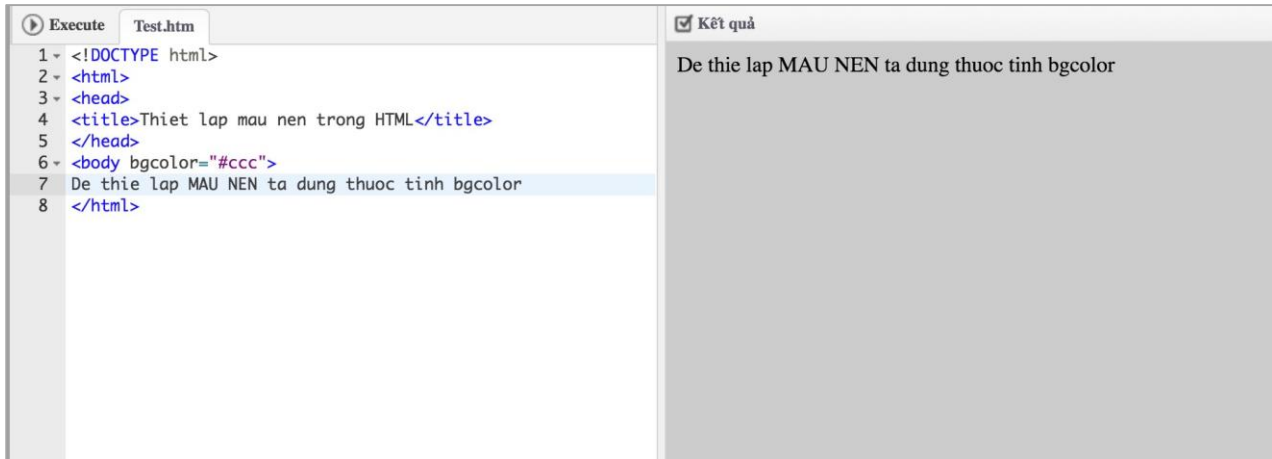 Execute Test.htm
1 <!DOCTYPE html>
2 <html>
3 <head>
4 <title>Thiet lap mau nen trong HTML</title>
5 </head>
6 <body bgcolor="#ccc">
7 De thie lap MAU NEN ta dung thuoc tinh bgcolor
8 </html>
Kết quả
De thie lap MAU NEN ta dung thuoc tinh bgcolor